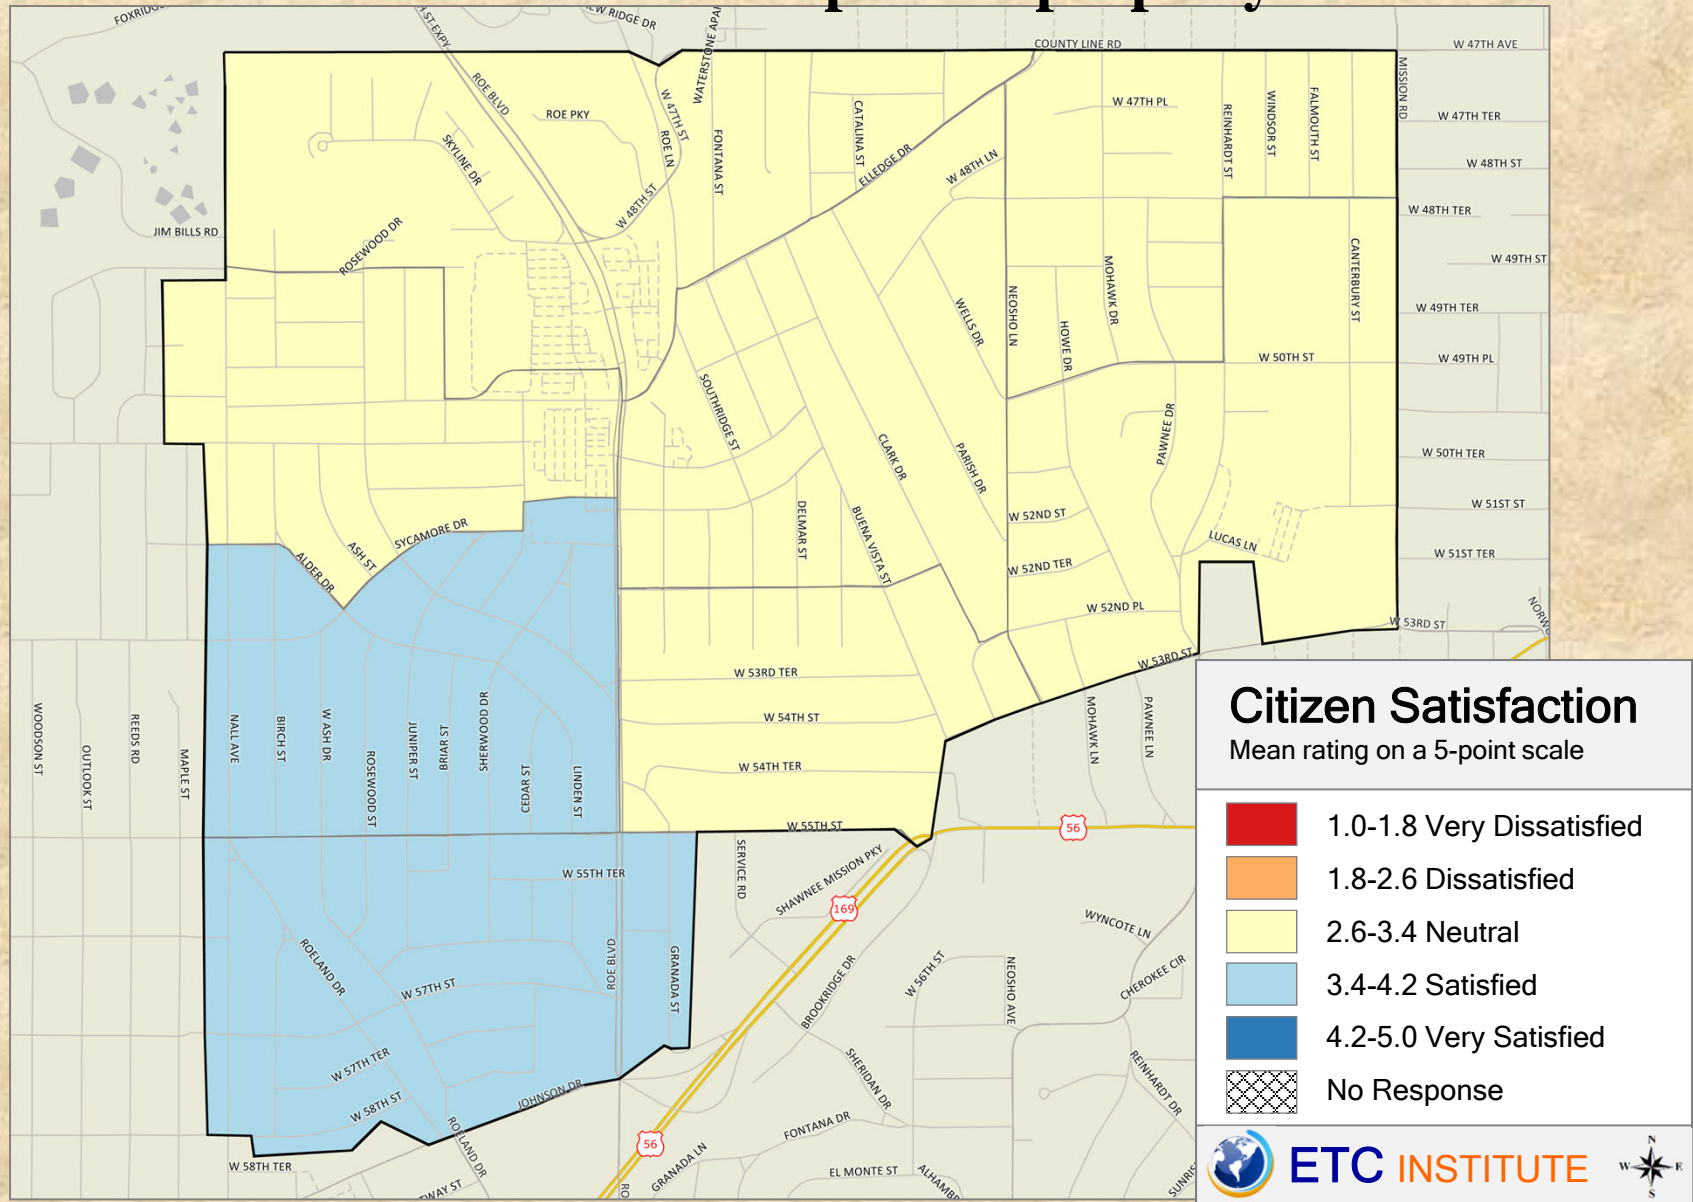 FOXRIDG
EW RIDGE DR
COUNTY LINE RD
W 47TH AVE
ROE BLVD
WATERSTONE APAR
W 47TH ST
ROE PKY
ROE LN
FONTANA ST
CATALINA ST
ELLEDGE DR
W 48TH LN
W 47TH PL
REINHARDT ST
WINDSOR ST
FALMOUTH ST
MISSION RD
W 47TH TER
W 48TH ST
W 48TH TER
W 49TH ST
W 49TH TER
W 49TH PL
W 50TH TER
W 51ST ST
W 51ST TER
W 53RD ST
SKYLINE DR
W 48TH ST
JIM BILLS RD
ROSEWOOD DR
WELLS DR
NEOSHO LN
HOWE DR
MOHAWK DR
CANTERBURY ST
W 50TH ST
SOUTHRIDGE ST
CLARK DR
PARISH DR
PAWNEE DR
DELMAR ST
BUENA VISTA ST
W 52ND ST
W 52ND TER
W 52ND PL
LUCAS LN
W 53RD ST
ALDER DR
ASH ST
SYCAMORE DR
W 53RD TER
W 54TH ST
W 54TH TER
W 55TH ST
MOHAWK LN
PAWNEE LN
WOODSON ST
OUTLOOK ST
REEDS RD
MAPLE ST
NALL AVE
BIRCH ST
W ASH DR
ROSEWOOD ST
JUNIPER ST
BRIAR ST
SHERWOOD DR
CEDAR ST
LINDEN ST
56
W 55TH TER
SERVICE RD
SHAWNEE MISSION PKY
169
ROELAND DR
W 57TH ST
ROE BLVD
GRANADA ST
BROOKRIDGE DR
W 56TH ST
NEOSHO AVE
WYNCOTE LN
CHEROKEE CIR
W 57TH TER
W 58TH ST
JOHNSON DR
ROELAND DR
SHERIDAN DR
REINHARDT DR
FONTANA DR
56
GRANADA LN
EL MONTE ST
W 58TH TER
TWAY ST
RO
Citizen Satisfaction
Mean rating on a 5-point scale
1.0-1.8 Very Dissatisfied
1.8-2.6 Dissatisfied
2.6-3.4 Neutral
3.4-4.2 Satisfied
4.2-5.0 Very Satisfied
No Response
ETC INSTITUTE
N
W E
S